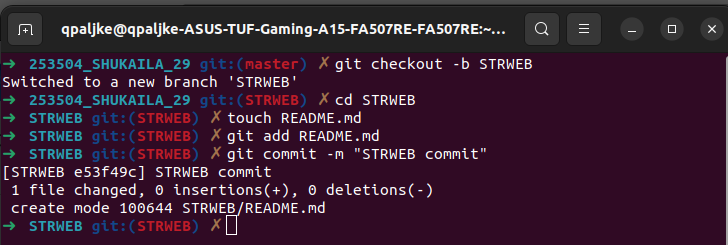 qpaljke@qpaljke-ASUS-TUF-Gaming-A15-FA507RE-FA507RE:~...
➜ 253504_SHUKAILA_29 git:(master) ✗ git checkout -b STRWEB
Switched to a new branch 'STRWEB'
➜ 253504_SHUKAILA_29 git:(STRWEB) ✗ cd STRWEB
➜ STRWEB git:(STRWEB) ✗ touch README.md
➜ STRWEB git:(STRWEB) ✗ git add README.md
➜ STRWEB git:(STRWEB) ✗ git commit -m "STRWEB commit"
[STRWEB e53f49c] STRWEB commit
1 file changed, 0 insertions(+), 0 deletions(-)
create mode 100644 STRWEB/README.md
➜ STRWEB git:(STRWEB) ✗